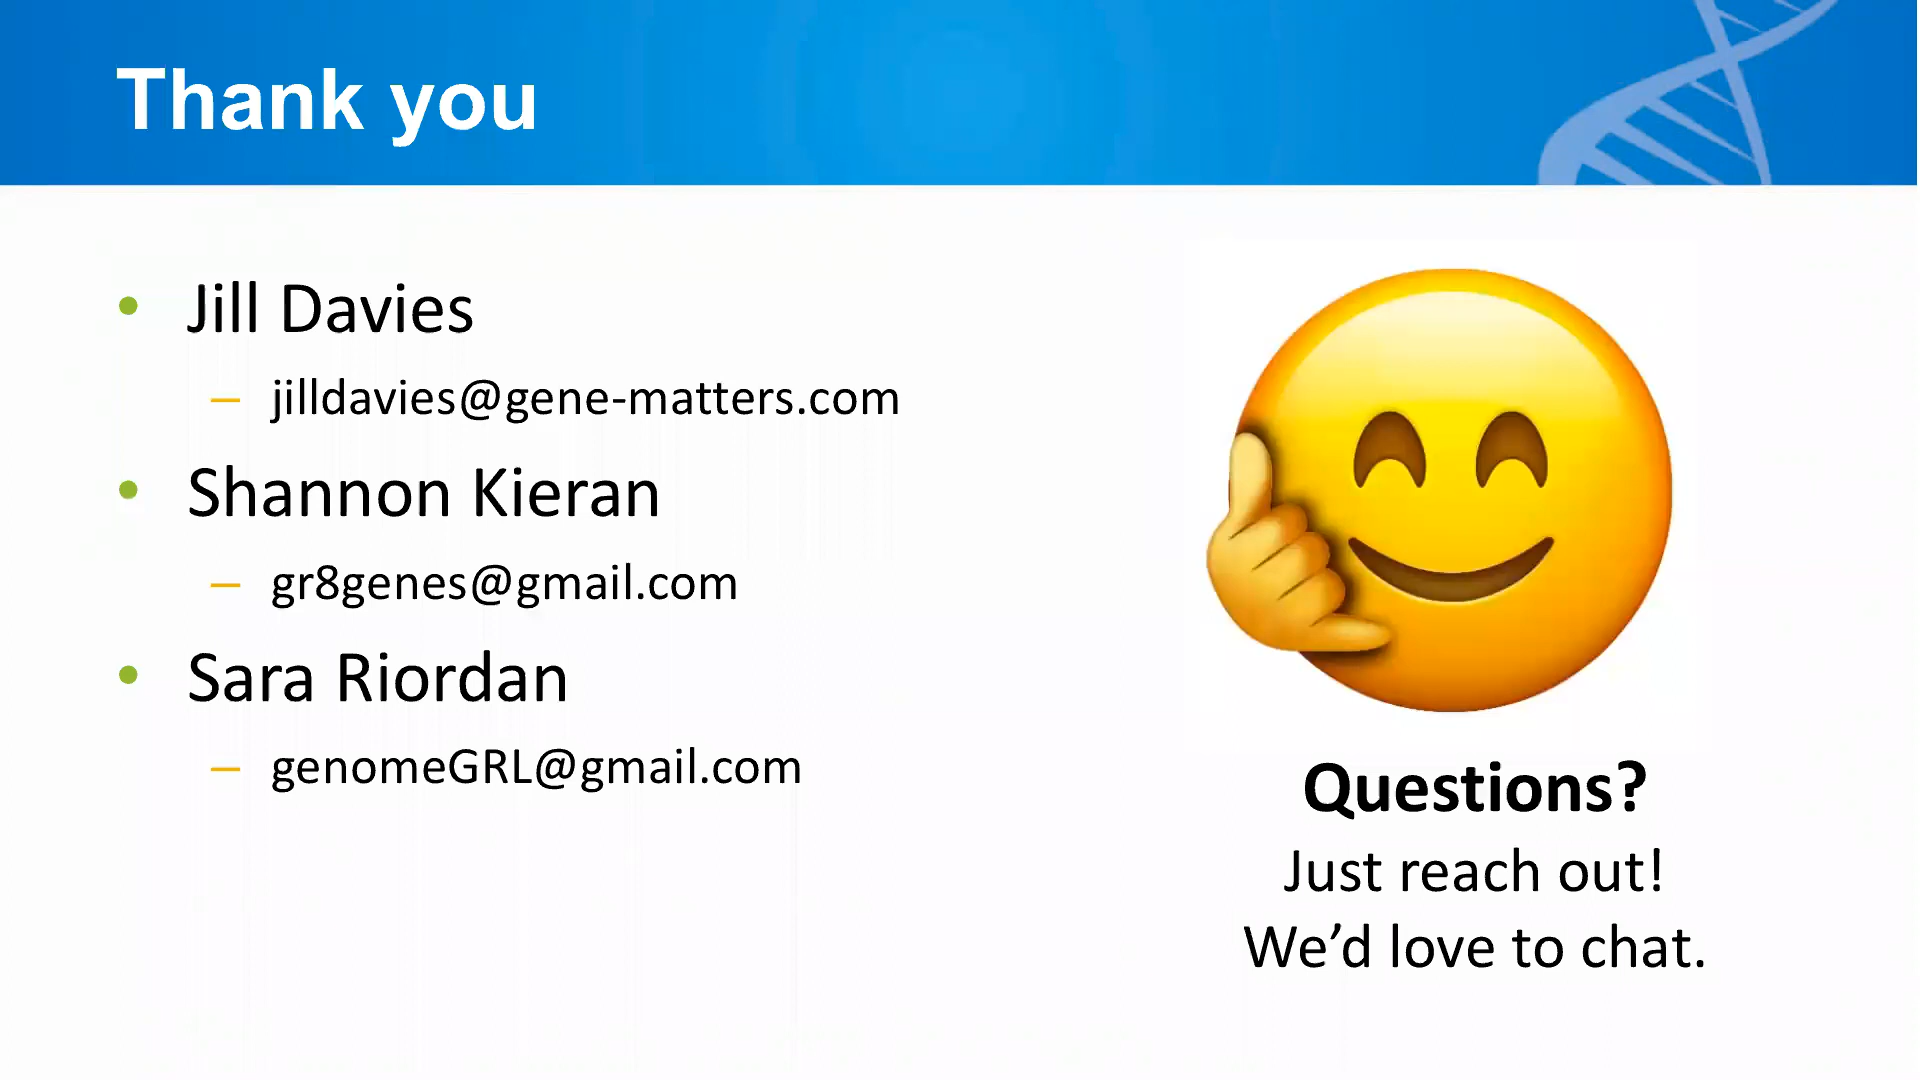 Thank you
• Jill Davies
– jilldavies@gene-matters.com
• Shannon Kieran
– gr8genes@gmail.com
• Sara Riordan
– genomeGRL@gmail.com
Questions?
Just reach out!
We’d love to chat.